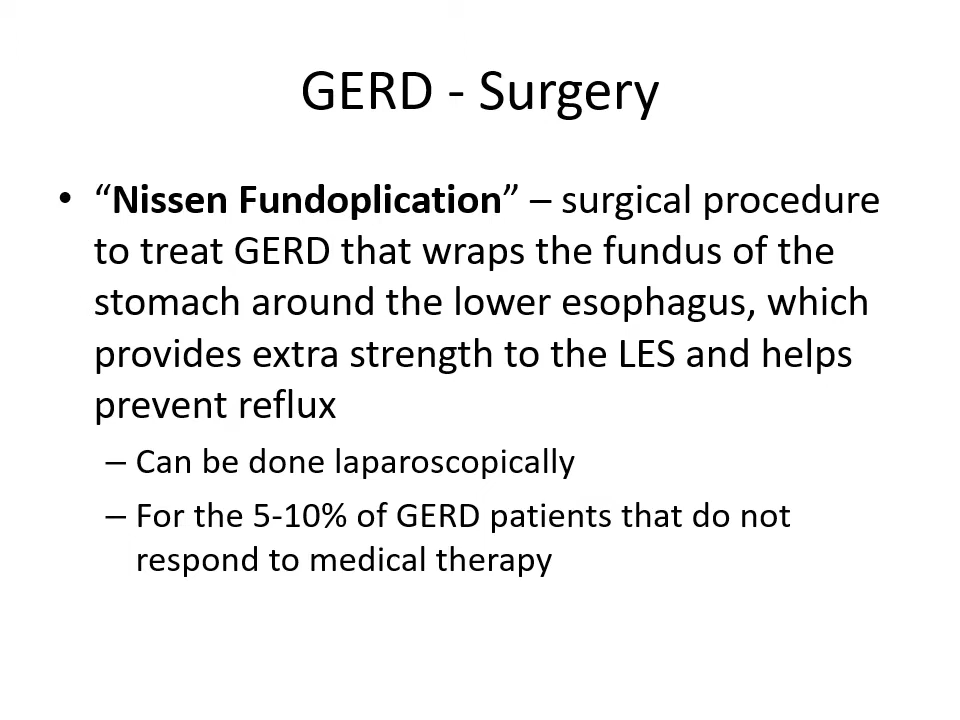 GERD - Surgery
• “Nissen Fundoplication” – surgical procedure
to treat GERD that wraps the fundus of the
stomach around the lower esophagus, which
provides extra strength to the LES and helps
prevent reflux
– Can be done laparoscopically
– For the 5-10% of GERD patients that do not
respond to medical therapy